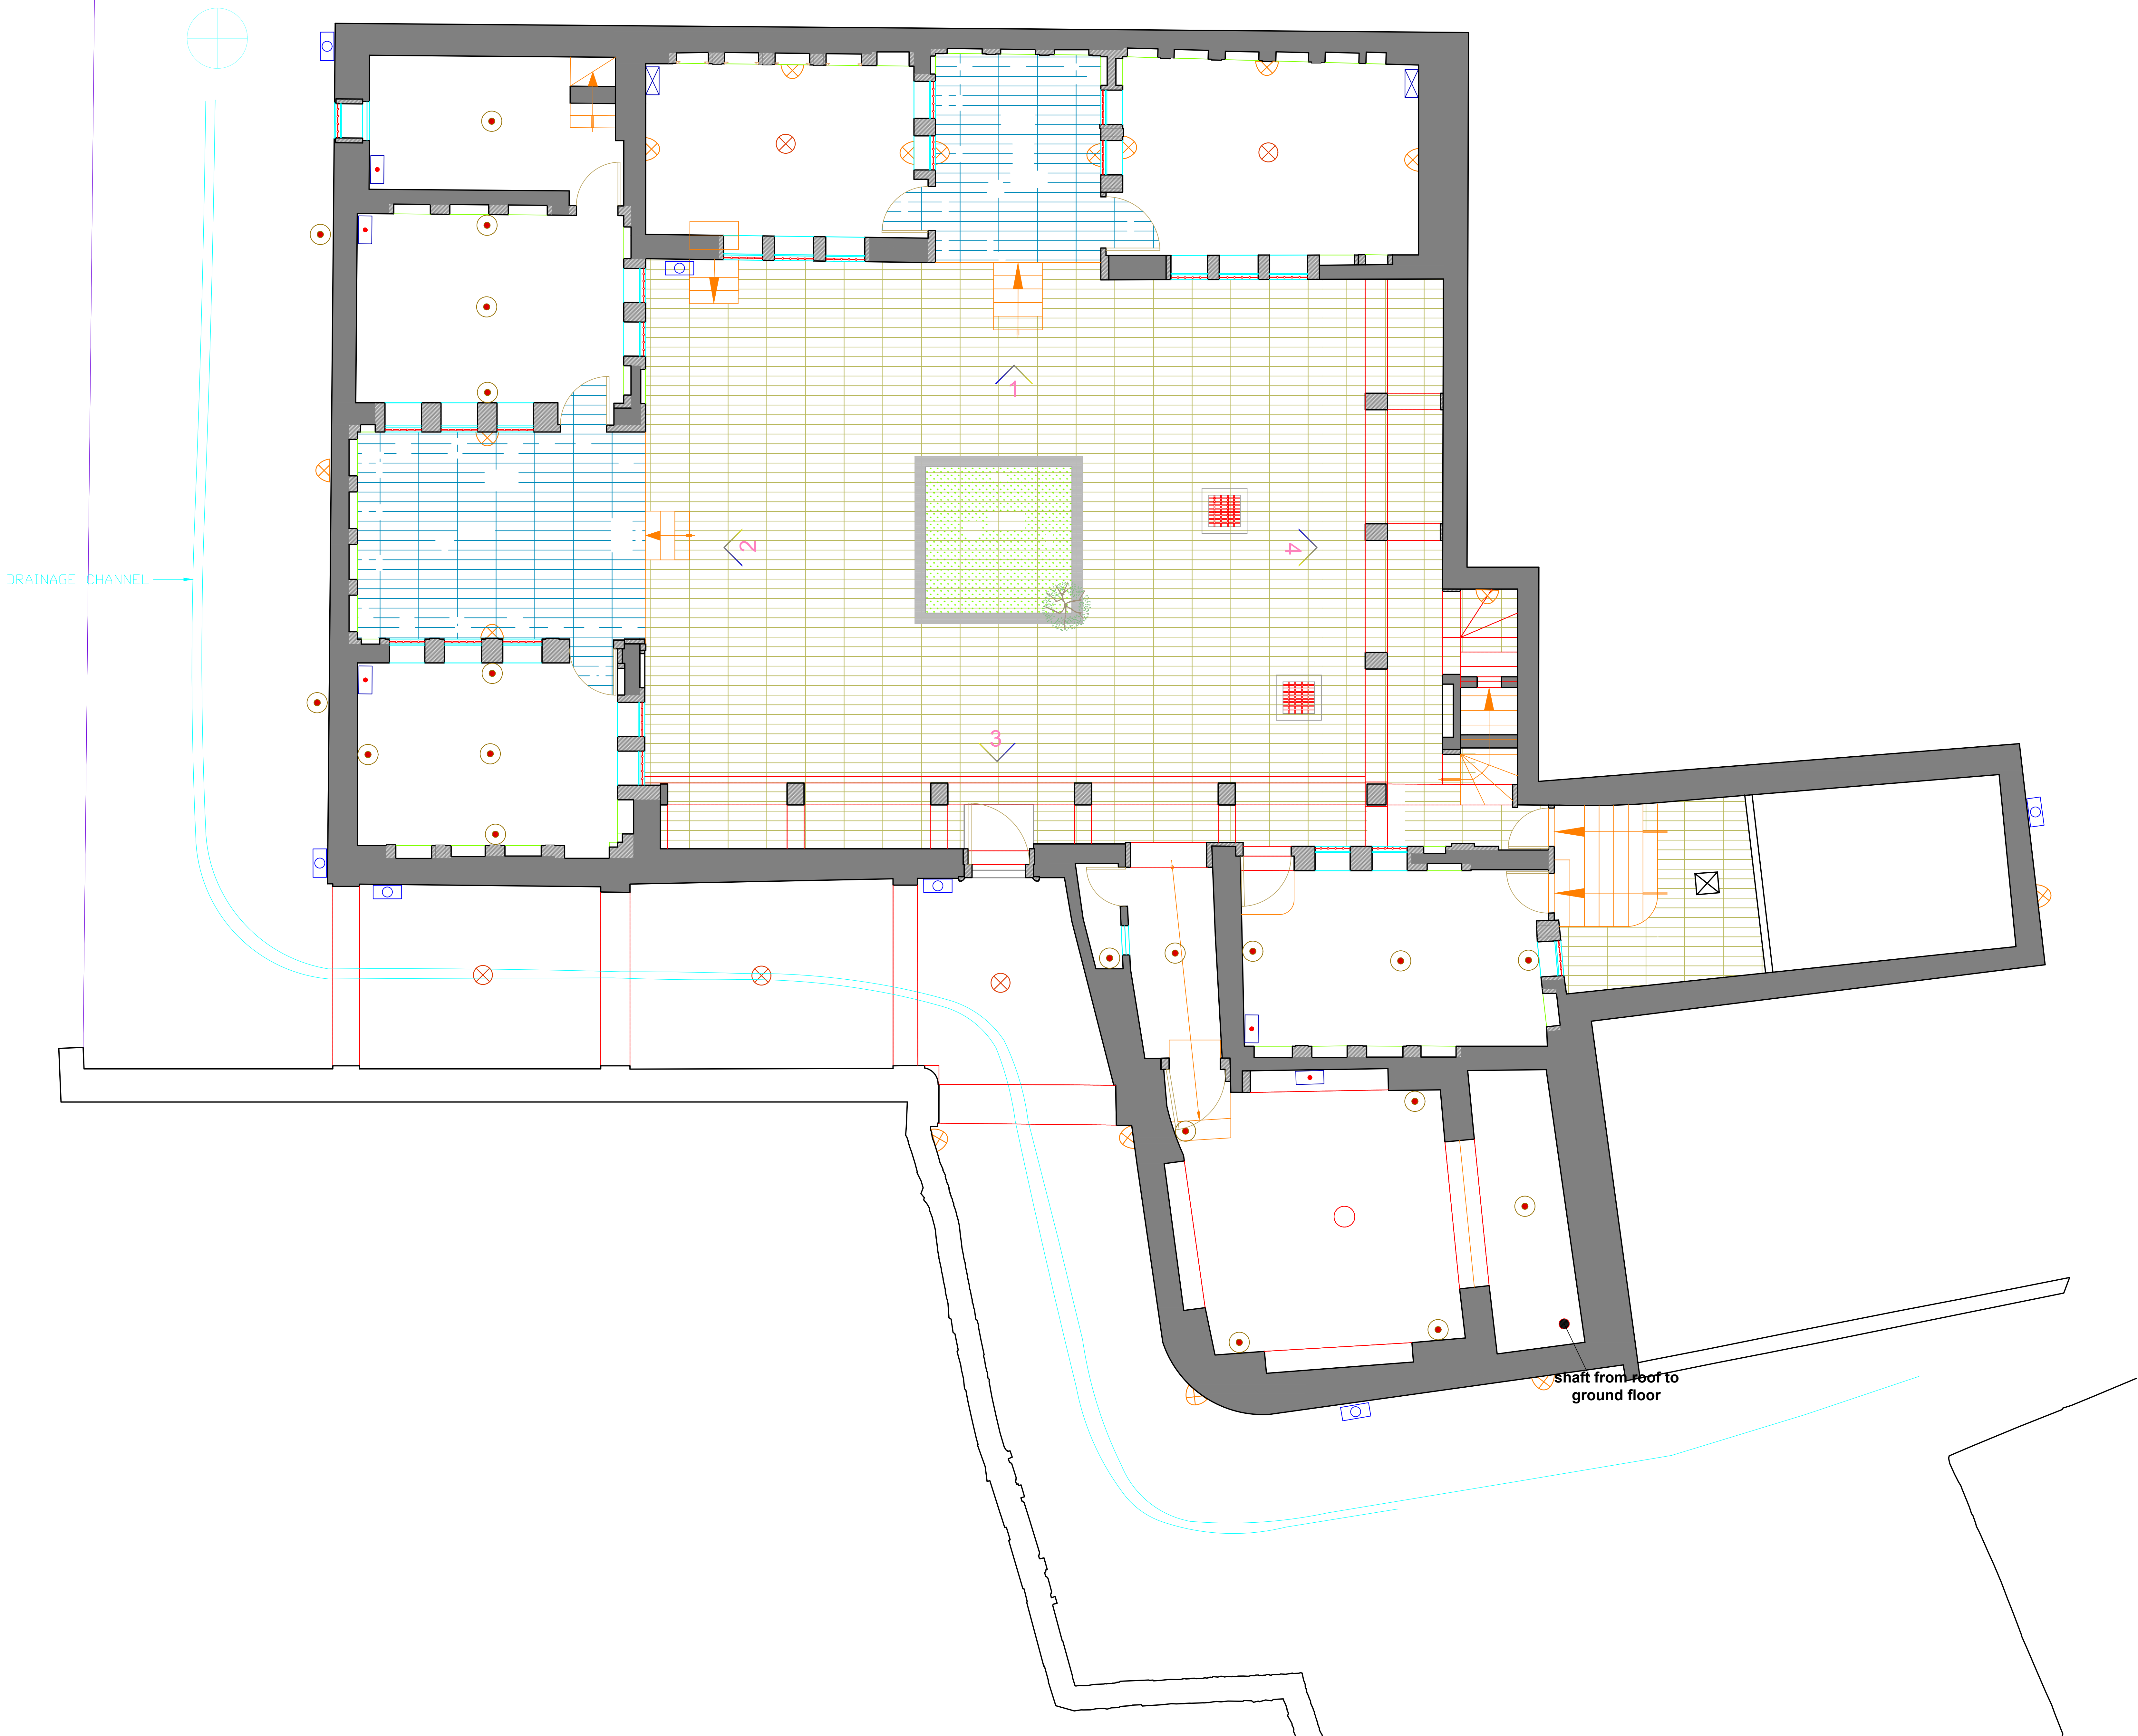 1
2
4
DRAINAGE CHANNEL
3
shaft from roof to
ground floor